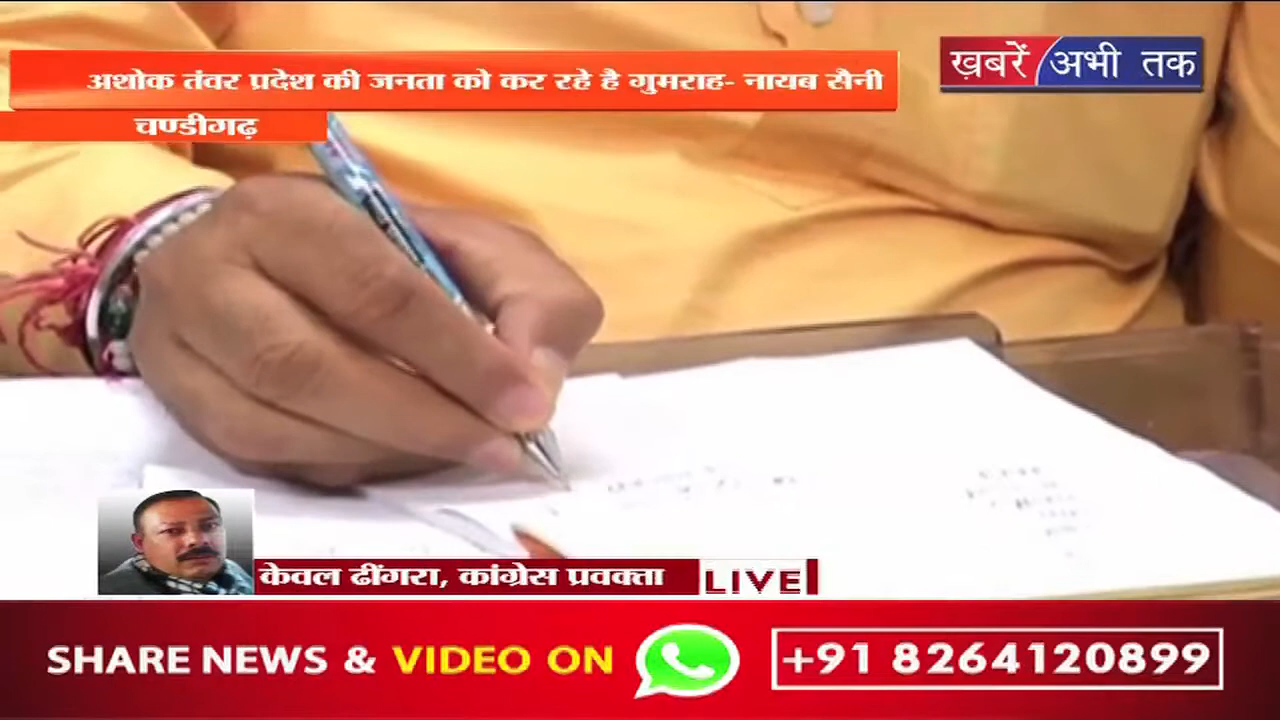 अशोक तंवर प्रदेश की जनता को कर रहे है गुमराह- नायब सैनी
ख़बरें अभी तक
चण्डीगढ़
केवल ढींगरा, कांग्रेस प्रवक्ता
LIVE
SHARE NEWS & VIDEO ON
+91 8264120899